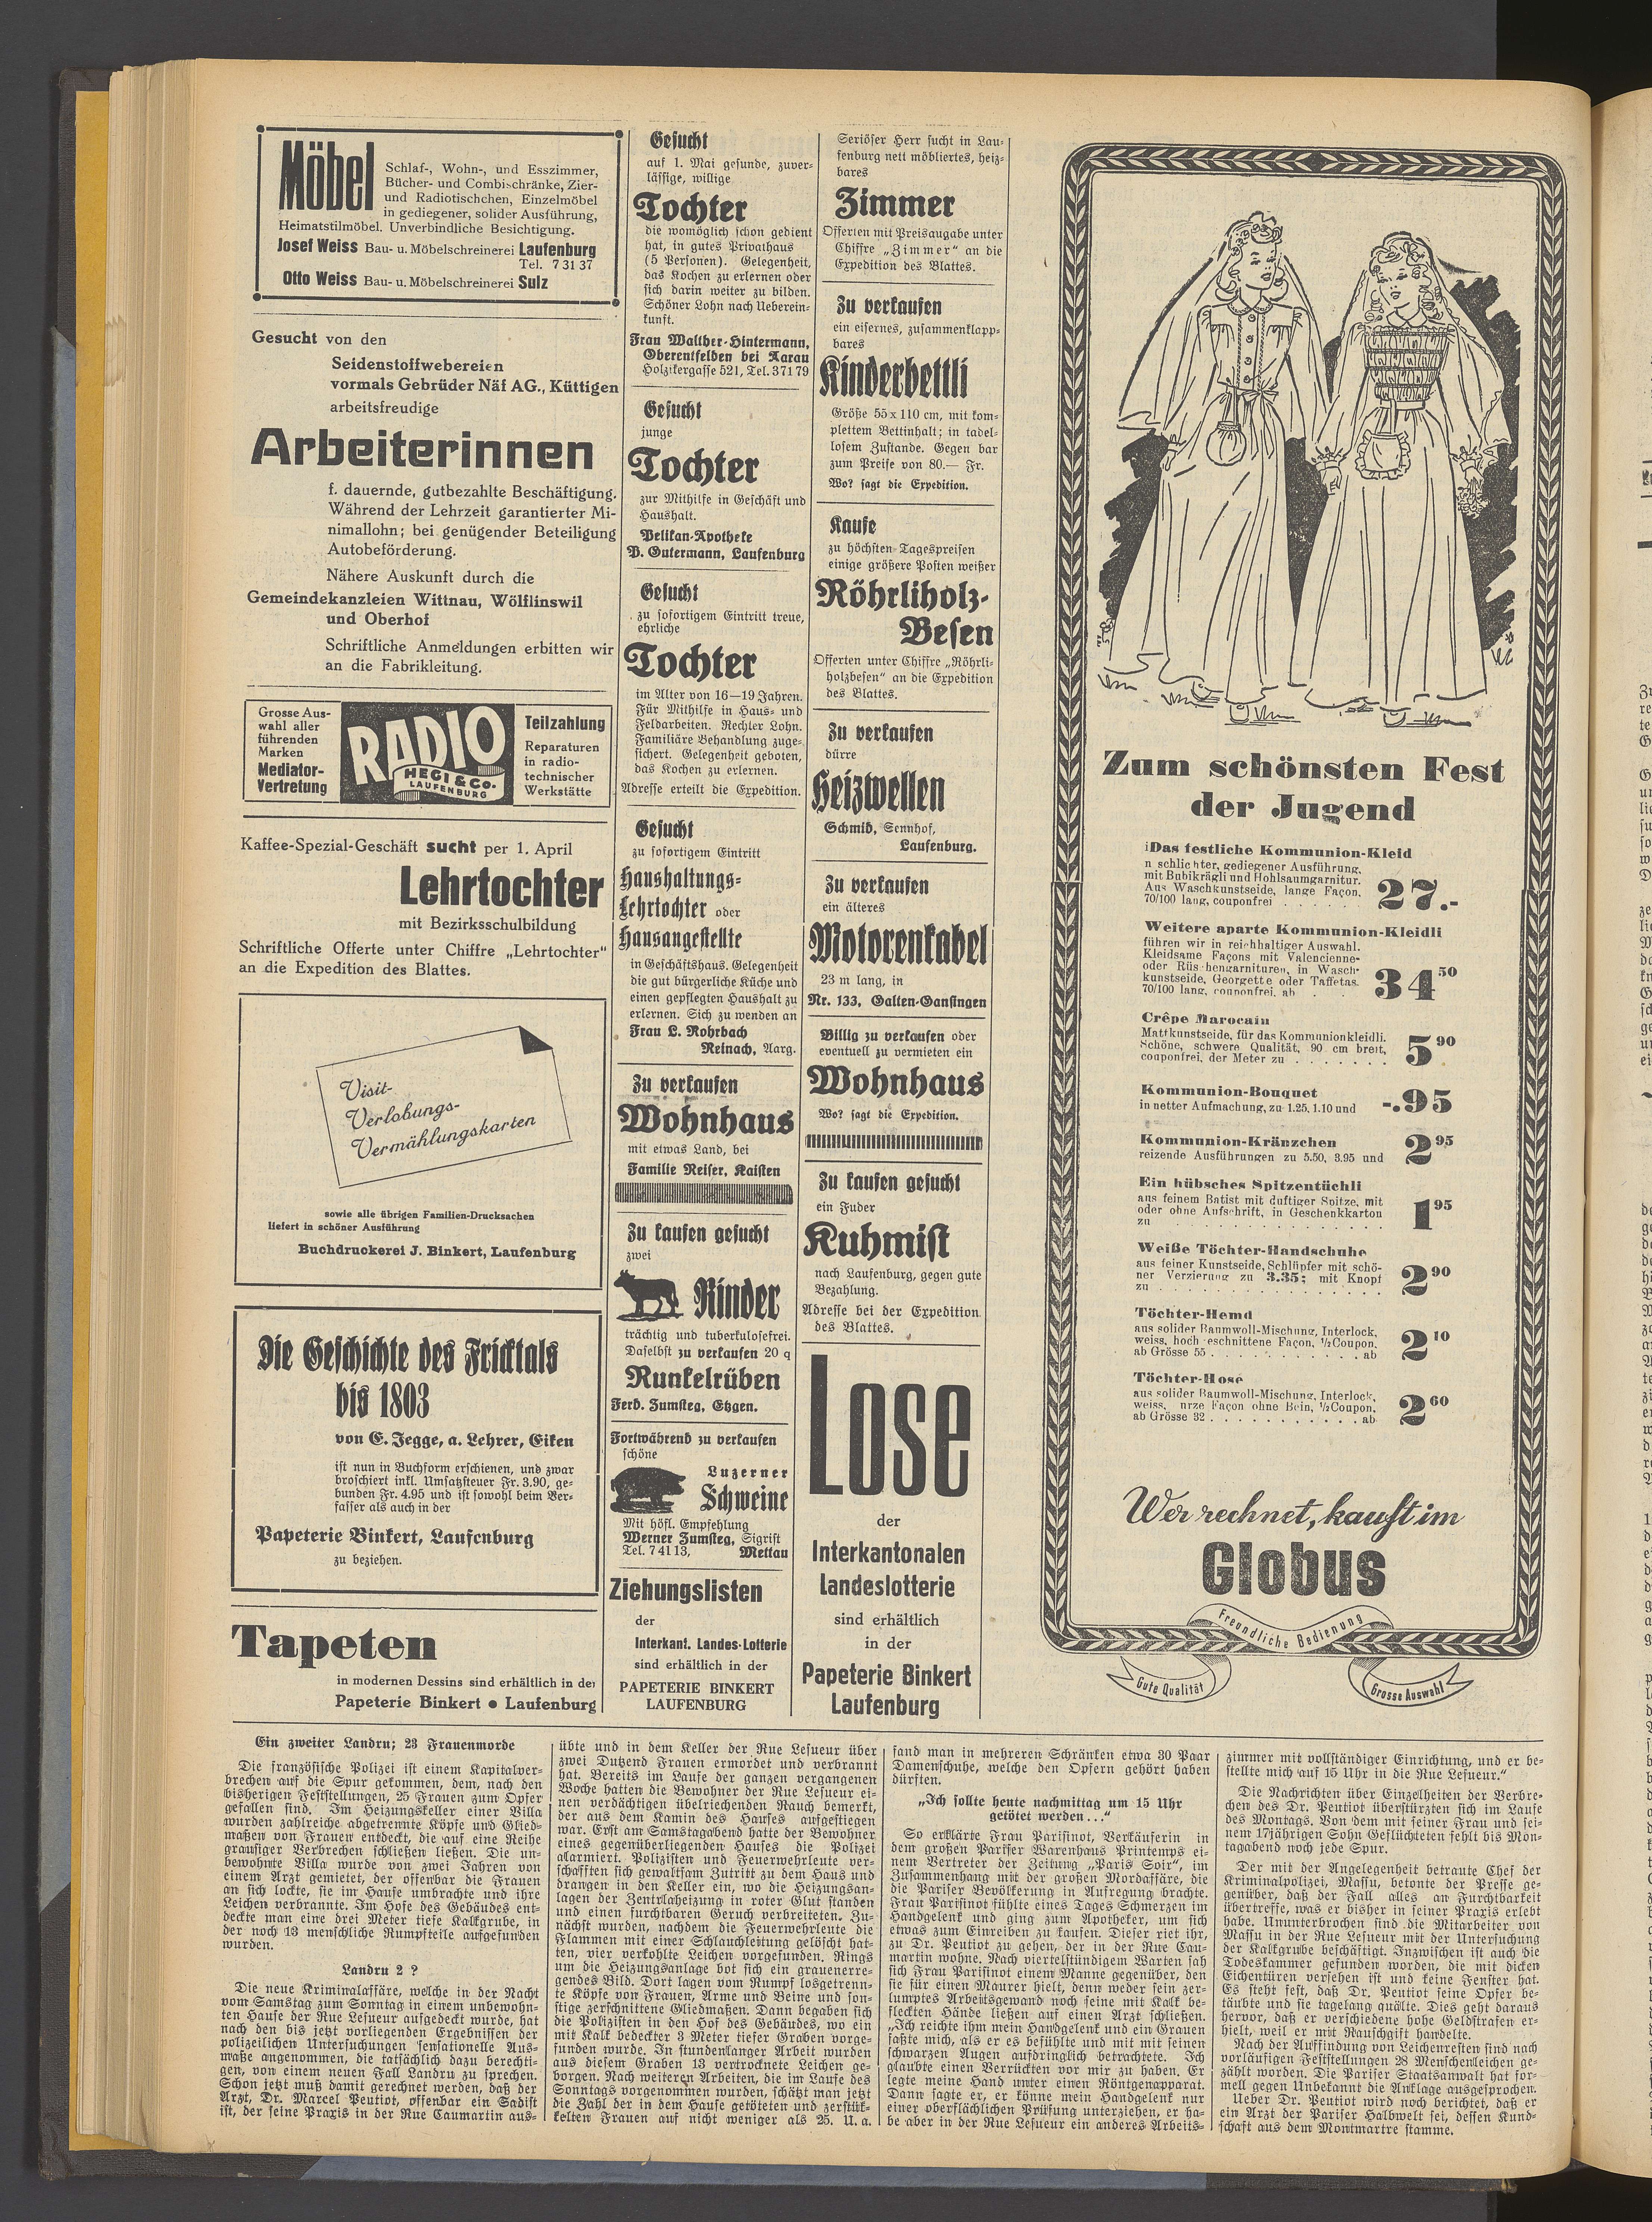 Möbel
Schlaf-, Wohn-, und Esszimmer,
Bücher- und Combischränke, Zier-
und Radiotischchen, Einzelmöbel
in gediegener, solider Ausführung,
Heimatstilmöbel. Unverbindliche Besichtigung.
Josef Weiss Bau- u. Möbelschreinerei Laufenburg
Tel. 7 31 37
Otto Weiss Bau- u. Möbelschreinerei Sulz
Gesucht von den
Seidenstoffwebereien
vormals Gebrüder Näf AG., Küttigen
arbeitsfreudige
Arbeiterinnen
f. dauernde, gutbezahlte Beschäftigung.
Während der Lehrzeit garantierter Mi-
nimallohn; bei genügender Beteiligung
Autobeförderung.
Nähere Auskunft durch die
Gemeindekanzleien Wittnau, Wölflinswil
und Oberhof
Schriftliche Anmeldungen erbitten wir
an die Fabrikleitung.
Grosse Aus-
wahl aller
führenden
Marken
Mediator-
Vertretung
RADIO
HEGI & Co.
LAUFENBURG
Teilzahlung
Reparaturen
in radio-
technischer
Werkstätte
Kaffee-Spezial-Geschäft sucht per 1. April
Lehrtochter
mit Bezirksschulbildung
Schriftliche Offerte unter Chiffre „Lehrtochter"
an die Expedition des Blattes.
Visit-
Verlobungs-
Vermählungskarten
sowie alle übrigen Familien-Drucksachen
liefert in schöner Ausführung
Buchdruckerei J. Binkert, Laufenburg
Die Geschichte des Fricktals
bis 1803
von E. Jegge, a. Lehrer, Eiken
ist nun in Buchform erschienen, und zwar
broschiert inkl. Umsatzsteuer Fr. 3.90, ge-
bunden Fr. 4.95 und ist sowohl beim Ver-
fasser als auch in der
Papeterie Binkert, Laufenburg
zu beziehen.
Tapeten
in modernen Dessins sind erhältlich in der
Papeterie Binkert • Laufenburg
Gesucht
auf 1. Mai gesunde, zuver-
lässige, willige
Tochter
die womöglich schon gedient
hat, in gutes Privathaus
(5 Personen). Gelegenheit,
das Kochen zu erlernen oder
sich darin weiter zu bilden.
Schöner Lohn nach Ueberein-
kunft.
Frau Walther-Hintermann,
Oberentfelden bei Aarau
Holzikergasse 521, Tel. 3 71 79
Gesucht
junge
Tochter
zur Mithilfe in Geschäft und
Haushalt.
Pelikan-Apotheke
P. Gutermann, Laufenburg
Gesucht
zu sofortigem Eintritt treue,
ehrliche
Tochter
im Alter von 16—19 Jahren.
Für Mithilfe in Haus- und
Feldarbeiten. Rechter Lohn.
Familiäre Behandlung zuge-
sichert. Gelegenheit geboten,
das Kochen zu erlernen.
Adresse erteilt die Expedition.
Gesucht
zu sofortigem Eintritt
Haushaltungs-
Lehrtochter oder
Hausangestellte
in Geschäftshaus. Gelegenheit
die gut bürgerliche Küche und
einen gepflegten Haushalt zu
erlernen. Sich zu wenden an
Frau L. Rohrbach
Reinach, Aarg.
Zu verkaufen
Wohnhaus
mit etwas Land, bei
Familie Reiser, Kaisten
Zu kaufen gesucht
zwei
Rinder
trächtig und tuberkulosefrei.
Daselbst zu verkaufen 20 q
Runkelrüben
Ferd. Zumsteg, Etzgen.
Fortwährend zu verkaufen
schöne
Luzerner
Schweine
Mit höfl. Empfehlung
Werner Zumsteg, Sigrist
Tel. 7 41 13, Mettau
Ziehungslisten
der
Interkant. Landes-Lotterie
sind erhältlich in der
PAPETERIE BINKERT
LAUFENBURG
Seriöser Herr sucht in Lau-
fenburg nett möbliertes, heiz-
bares
Zimmer
Offerten mit Preisangabe unter
Chiffre „Zimmer" an die
Expedition des Blattes.
Zu verkaufen
ein eisernes, zusammenklapp-
bares
Kinderbettli
Größe 55 x 110 cm, mit kom-
plettem Bettinhalt; in tadel-
losem Zustande. Gegen bar
zum Preise von 80.— Fr.
Wo? sagt die Expedition.
Kaufe
zu höchsten Tagespreisen
einige größere Posten weißer
Röhrliholz-
Besen
Offerten unter Chiffre „Röhrli-
holzbesen" an die Expedition
des Blattes.
Zu verkaufen
dürre
Heizwellen
Schmid, Sennhof,
Laufenburg.
Zu verkaufen
ein älteres
Motorenkabel
23 m lang, in
Nr. 133, Galten-Gansingen
Billig zu verkaufen oder
eventuell zu vermieten ein
Wohnhaus
Wo? sagt die Expedition.
Zu kaufen gesucht
ein Fuder
Kuhmist
nach Laufenburg, gegen gute
Bezahlung.
Adresse bei der Expedition
des Blattes.
Lose
der
Interkantonalen
Landeslotterie
sind erhältlich
in der
Papeterie Binkert
Laufenburg
Zum schönsten Fest
der Jugend
Das festliche Kommunion-Kleid
n schlichter, gediegener Ausführung,
mit Bubikrägli und Hohlsaumgarnitur.
Aus Waschkunstseide, lange Façon,
70/100 lang, couponfrei . . . . . 27.-
Weitere aparte Kommunion-Kleidli
führen wir in reichhaltiger Auswahl.
Kleidsame Façons mit Valencienne-
oder Rüschengarnituren, in Wasch-
kunstseide, Georgette oder Taffetas.
70/100 lang, couponfrei, ab . . 34 50
Crêpe Marocain
Mattkunstseide, für das Kommunionkleidli.
Schöne, schwere Qualität, 90 cm breit,
couponfrei, der Meter zu . . . . . . . 5 90
Kommunion-Bouquet
in netter Aufmachung, zu 1.25, 1.10 und -.95
Kommunion-Kränzchen
reizende Ausführungen zu 5.50, 3.95 und 2 95
Ein hübsches Spitzentüchli
aus feinem Batist mit duftiger Spitze, mit
oder ohne Aufschrift, in Geschenkkarton
zu . . . . . . . . . . . . . . . 1 95
Weiße Töchter-Handschuhe
aus feiner Kunstseide, Schlüpfer mit schö-
ner Verzierung zu 3.35; mit Knopf
zu . . . . . . . . . . . . . . . 2 90
Töchter-Hemd
aus solider Baumwoll-Mischung, Interlock,
weiss, hochgeschnittene Façon, ½ Coupon,
ab Grösse 55 . . . . . . . . . . . ab 2 10
Töchter-Hose
aus solider Baumwoll-Mischung, Interlock,
weiss, urze Façon ohne Bein, ½ Coupon,
ab Grösse 32 . . . . . . . . . . . ab 2 60
Wer rechnet, kauft im
Globus
Freundliche Bedienung
Gute Qualität
Grosse Auswahl
Ein zweiter Landru; 23 Frauenmorde
Die französische Polizei ist einem Kapitalver-
brechen auf die Spur gekommen, dem, nach den
bisherigen Feststellungen, 25 Frauen zum Opfer
gefallen sind. Im Heizungskeller einer Villa
wurden zahlreiche abgetrennte Köpfe und Glied-
maßen von Frauen entdeckt, die auf eine Reihe
grausiger Verbrechen schließen ließen. Die un-
bewohnte Villa wurde von zwei Jahren von
einem Arzt gemietet, der offenbar die Frauen
an sich lockte, sie im Hause umbrachte und ihre
Leichen verbrannte. Im Hofe des Gebäudes ent-
deckte man eine drei Meter tiefe Kalkgrube, in
der noch 13 menschliche Rumpfteile aufgefunden
wurden.
Landru 2 ?
Die neue Kriminalaffäre, welche in der Nacht
vom Samstag zum Sonntag in einem unbewohn-
ten Hause der Rue Lesueur aufgedeckt wurde, hat
nach den bis jetzt vorliegenden Ergebnissen der
polizeilichen Untersuchungen sensationelle Aus-
maße angenommen, die tatsächlich dazu berechti-
gen, von einem neuen Fall Landru zu sprechen.
Schon jetzt muß damit gerechnet werden, daß der
Arzt, Dr. Marcel Peutiot, offenbar ein Sadist
ist, der seine Praxis in der Rue Caumartin aus-
übte und in dem Keller der Rue Lesueur über
zwei Dutzend Frauen ermordet und verbrannt
hat. Bereits im Laufe der ganzen vergangenen
Woche hatten die Bewohner der Rue Lesueur ei-
nen verdächtigen übelriechenden Rauch bemerkt,
der aus dem Kamin des Hauses aufgestiegen
war. Erst am Samstagabend hatte der Bewohner
eines gegenüberliegenden Hauses die Polizei
alarmiert. Polizisten und Feuerwehrleute ver-
schafften sich gewaltsam Zutritt zu dem Haus und
drangen in den Keller ein, wo die Heizungsan-
lagen der Zentrlaheizung in roter Glut standen
und einen furchtbaren Geruch verbreiteten. Zu-
nächst wurden, nachdem die Feuerwehrleute die
Flammen mit einer Schlauchleitung gelöscht hat-
ten, vier verkohlte Leichen vorgefunden. Rings
um die Heizungsanlage bot sich ein grauenerre-
gendes Bild. Dort lagen vom Rumpf losgetrenn-
te Köpfe von Frauen, Arme und Beine und son-
stige zerschnittene Gliedmaßen. Dann begaben sich
die Polizisten in den Hof des Gebäudes, wo ein
mit Kalk bedeckter 3 Meter tiefer Graben vorge-
funden wurde. In stundenlanger Arbeit wurden
aus diesem Graben 13 vertrocknete Leichen ge-
borgen. Nach weiteren Arbeiten, die im Laufe des
Sonntags vorgenommen wurden, schätzt man jetzt
die Zahl der in dem Hause getöteten und zerstük-
kelten Frauen auf nicht weniger als 25. U. a.
fand man in mehreren Schränken etwa 30 Paar
Damenschuhe, welche den Opfern gehört haben
dürften.
„Ich sollte heute nachmittag um 15 Uhr
getötet werden..."
So erklärte Frau Parisinot, Verkäuferin in
dem großen Pariser Warenhaus Printemps ei-
nem Vertreter der Zeitung „Paris Soir", im
Zusammenhang mit der großen Mordaffäre, die
die Pariser Bevölkerung in Aufregung brachte.
Frau Parisinot fühlte eines Tages Schmerzen im
Handgelenk und ging zum Apotheker, um sich
etwas zum Einreiben zu kaufen. Dieser riet ihr,
zu Dr. Peutiot zu gehen, der in der Rue Cau-
martin wohne. Nach viertelstündigem Warten sah
sich Frau Parisinot einem Manne gegenüber, den
sie für einen Maurer hielt, denn weder sein zer-
lumptes Arbeitsgewand noch seine mit Kalk be-
fleckten Hände ließen auf einen Arzt schließen.
„Ich reichte ihm mein Handgelenk und ein Grauen
faßte mich, als er es befühlte und mit mit seinen
schwarzen Augen aufdringlich betrachtete. Ich
glaubte einen Verrückten vor mir zu haben. Er
legte meine Hand unter einen Röntgenapparat.
Dann sagte er, er könne mein Handgelenk nur
einer oberflächlichen Prüfung unterziehen, er ha-
be aber in der Rue Lesueur ein anderes Arbeits-
zimmer mit vollständiger Einrichtung, und er be-
stellte mich auf 15 Uhr in die Rue Lesueur."
Die Nachrichten über Einzelheiten der Verbre-
chen des Dr. Peutiot überstürzten sich im Laufe
des Montags. Von dem mit seiner Frau und sei-
nem 17jährigen Sohn Geflüchteten fehlt bis Mon-
tagabend noch jede Spur.
Der mit der Angelegenheit betraute Chef der
Kriminalpolizei, Massu, betonte der Presse ge-
genüber, daß der Fall alles an Furchtbarkeit
übertreffe, was er bisher in seiner Praxis erlebt
habe. Ununterbrochen sind die Mitarbeiter von
Massu in der Rue Lesueur mit der Untersuchung
der Kalkgrube beschäftigt. Inzwischen ist auch die
Todeskammer gefunden worden, die mit dicken
Eichentüren versehen ist und keine Fenster hat.
Es steht fest, daß Dr. Peutiot seine Opfer be-
täubte und sie tagelang quälte. Dies geht daraus
hervor, daß er verschiedene hohe Geldstrafen er-
hielt, weil er mit Rauschgift handelte.
Nach der Auffindung von Leichenresten sind nach
vorläufigen Feststellungen 28 Menschenleichen ge-
zählt worden. Die Pariser Staatsanwalt hat for-
mell gegen Unbekannt die Anklage ausgesprochen.
Ueber Dr. Peutiot wird noch berichtet, daß er
ein Arzt der Pariser Halbwelt sei, dessen Kund-
schaft aus dem Montmartre stamme.